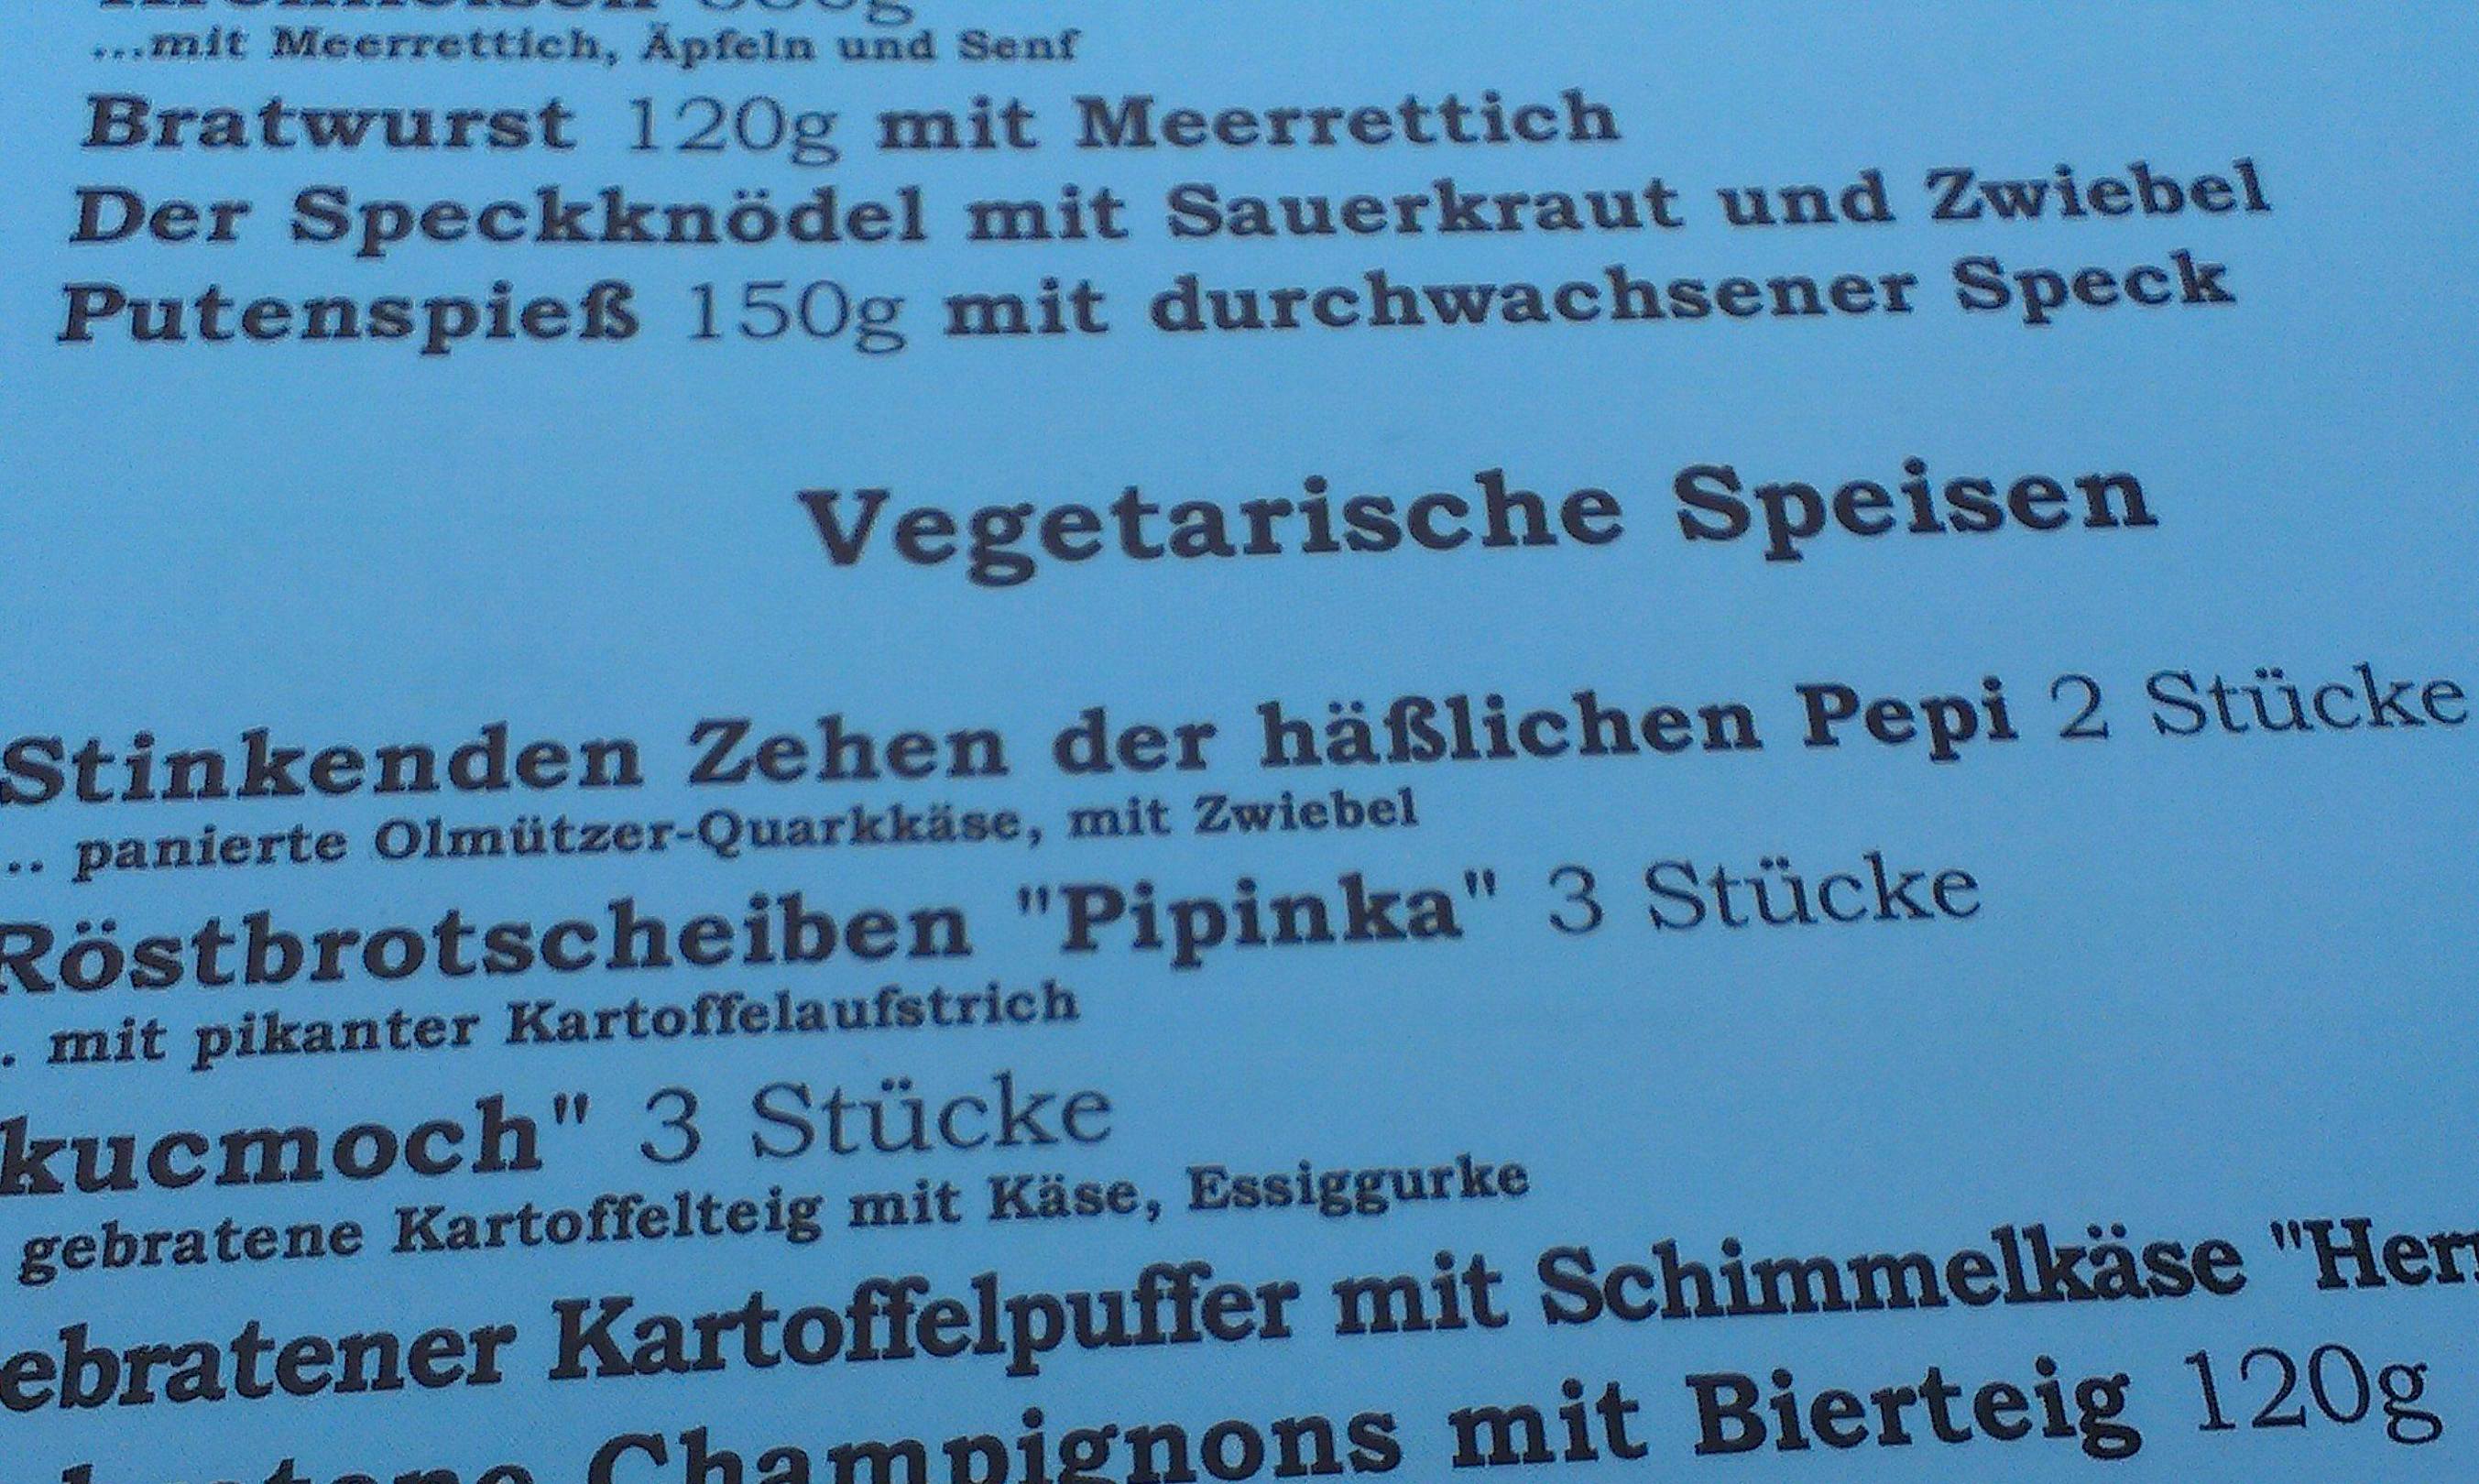 ...mit Meerrettich, Äpfeln und Senf
Bratwurst 120g mit Meerrettich
Der Speckknödel mit Sauerkraut und Zwiebel
Putenspieß 150g mit durchwachsener Speck
Vegetarische Speisen
Stinkenden Zehen der häßlichen Pepi 2 Stücke
.. panierte Olmützer-Quarkkäse, mit Zwiebel
Röstbrotscheiben "Pipinka" 3 Stücke
. mit pikanter Kartoffelaufstrich
kucmoch" 3 Stücke
gebratene Kartoffelteig mit Käse, Essiggurke
ebratener Kartoffelpuffer mit Schimmelkäse "Her
Champignons mit Bierteig 120g